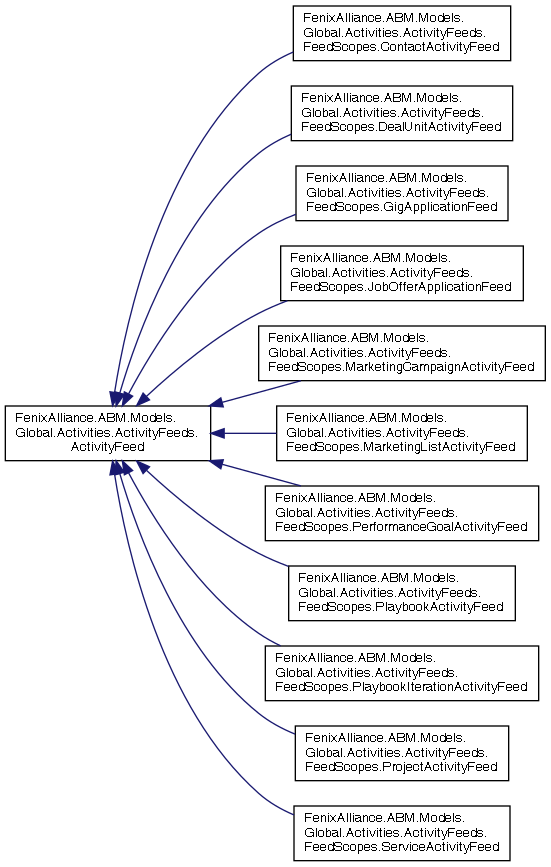 FenixAlliance.ABM.Models.
Global.Activities.ActivityFeeds.
FeedScopes.ContactActivityFeed
FenixAlliance.ABM.Models.
Global.Activities.ActivityFeeds.
FeedScopes.DealUnitActivityFeed
FenixAlliance.ABM.Models.
Global.Activities.ActivityFeeds.
FeedScopes.GigApplicationFeed
FenixAlliance.ABM.Models.
Global.Activities.ActivityFeeds.
FeedScopes.JobOfferApplicationFeed
FenixAlliance.ABM.Models.
Global.Activities.ActivityFeeds.
FeedScopes.MarketingCampaignActivityFeed
FenixAlliance.ABM.Models.
Global.Activities.ActivityFeeds.
ActivityFeed
FenixAlliance.ABM.Models.
Global.Activities.ActivityFeeds.
FeedScopes.MarketingListActivityFeed
FenixAlliance.ABM.Models.
Global.Activities.ActivityFeeds.
FeedScopes.PerformanceGoalActivityFeed
FenixAlliance.ABM.Models.
Global.Activities.ActivityFeeds.
FeedScopes.PlaybookActivityFeed
FenixAlliance.ABM.Models.
Global.Activities.ActivityFeeds.
FeedScopes.PlaybookIterationActivityFeed
FenixAlliance.ABM.Models.
Global.Activities.ActivityFeeds.
FeedScopes.ProjectActivityFeed
FenixAlliance.ABM.Models.
Global.Activities.ActivityFeeds.
FeedScopes.ServiceActivityFeed